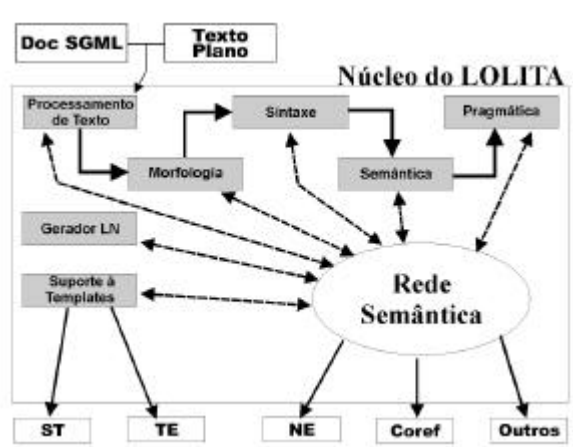 Doc SGML
Texto
Plano
Núcleo do LOLITA
Processamento
de Texto
Síntaxe
Pragmática
Morfologia
Semântica
Gerador LN
Suporte à
Templates
Rede
Semântica
ST
TE
NE
Coref
Outros